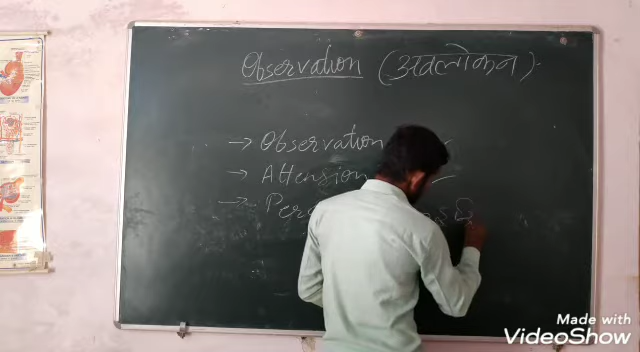 Observation (अवलोकन)
→ Observation
→ Attension
→
Made with
VideoShow